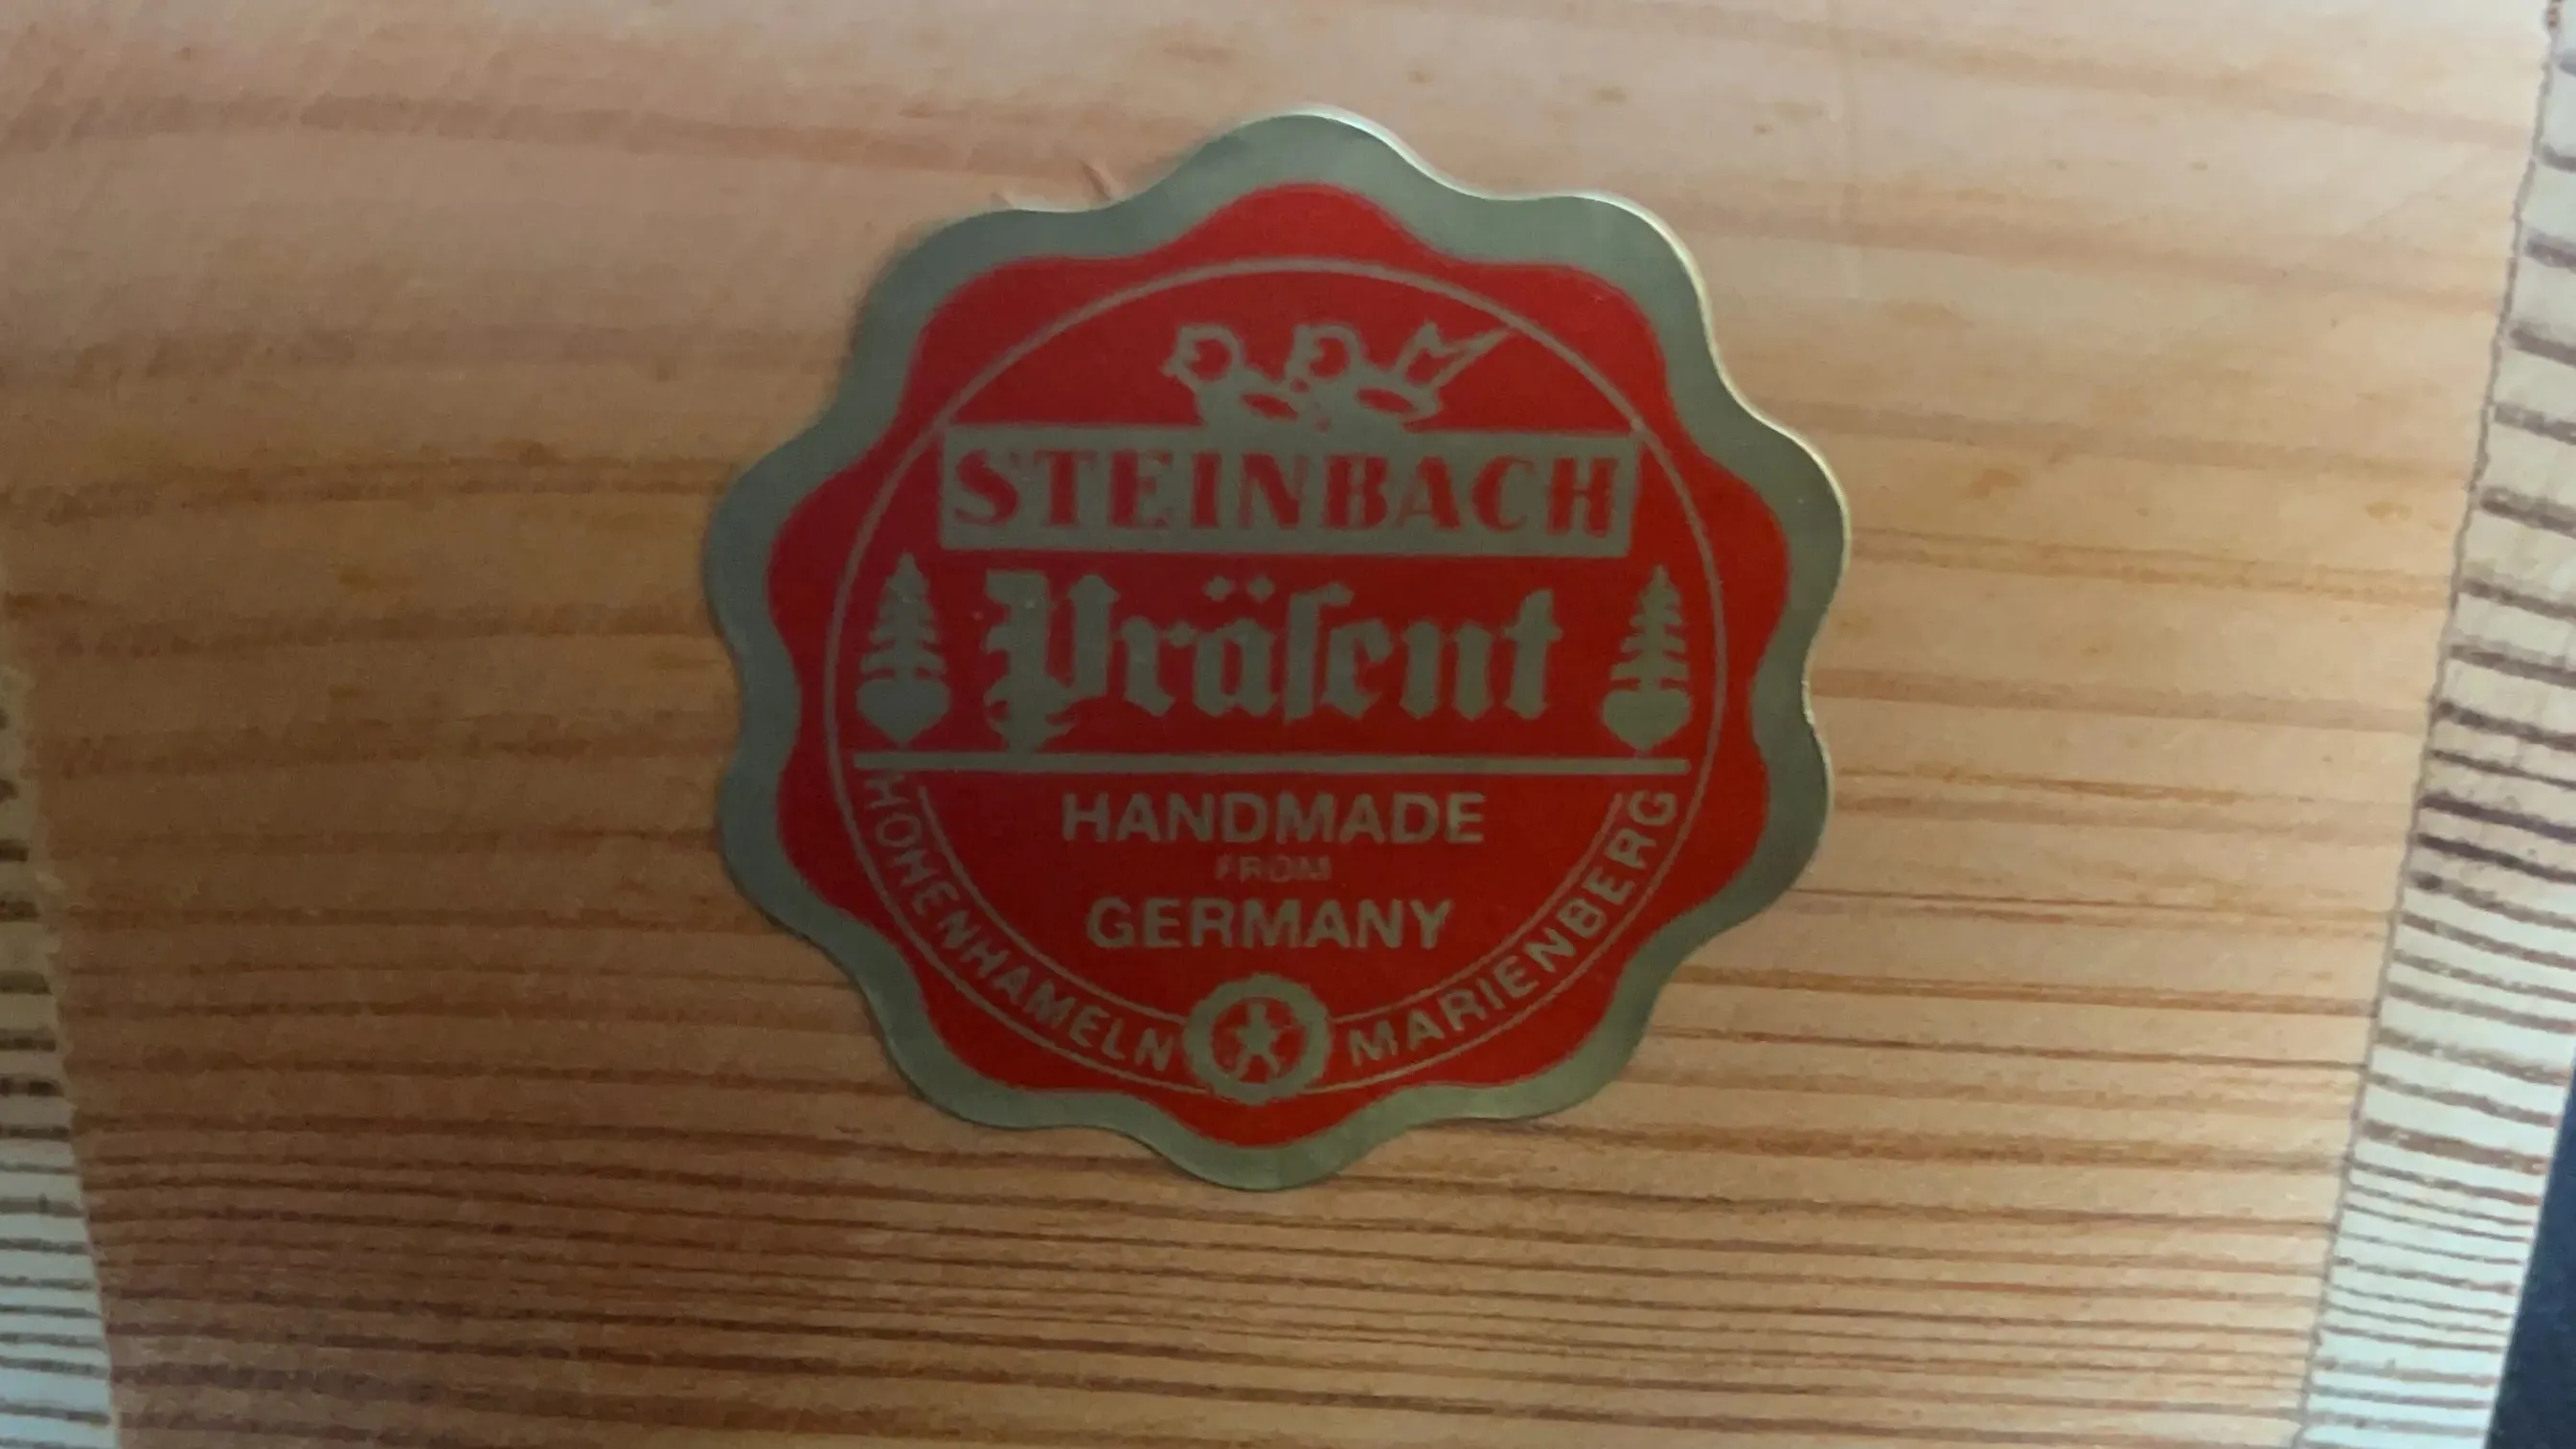 STEINBACH
Präſent
HANDMADE
FROM
GERMANY
HOHENHAMELN MARIENBERG